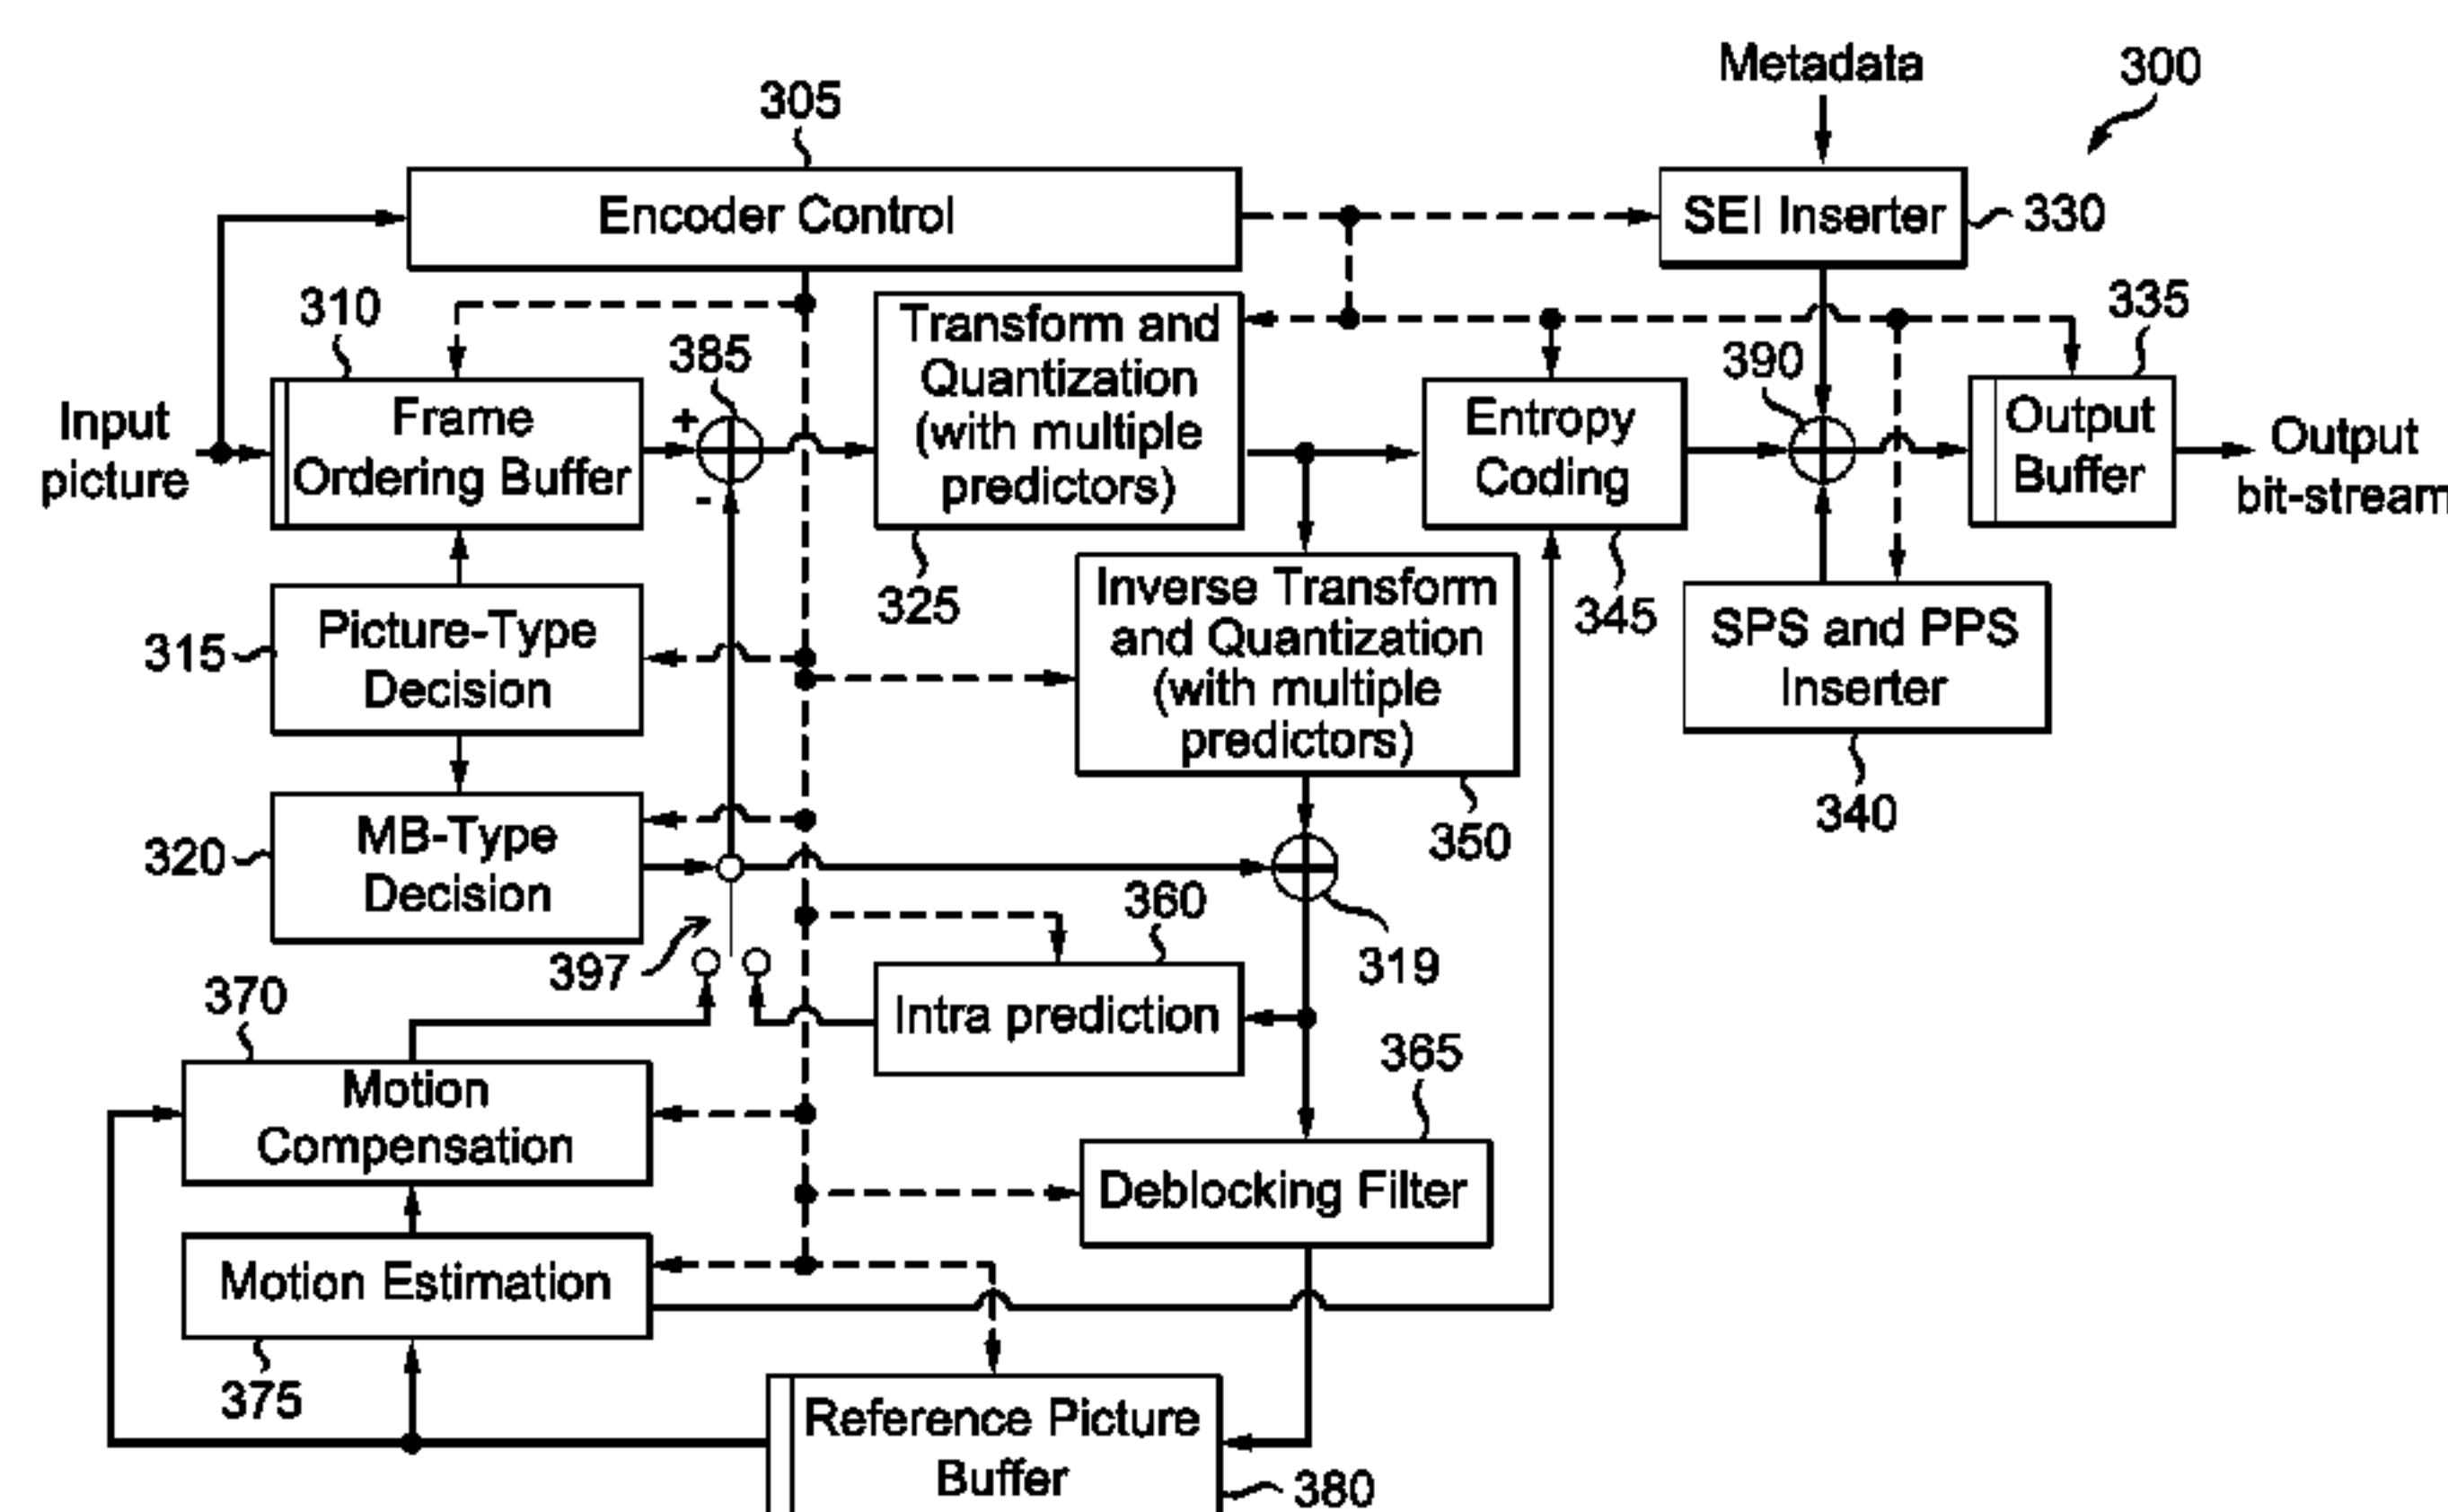 Metadata
300
305
Encoder Control
SEI Inserter
330
310
Transform and
Quantization
(with multiple
predictors)
335
385
390
Input
picture
Frame
Ordering Buffer
+
-
Entropy
Coding
Output
Buffer
Output
bit-stream
325
345
315
Picture-Type
Decision
Inverse Transform
and Quantization
(with multiple
predictors)
SPS and PPS
Inserter
340
320
MB-Type
Decision
350
360
397
319
370
Intra prediction
365
Motion
Compensation
Deblocking Filter
Motion Estimation
375
Reference Picture
Buffer
380